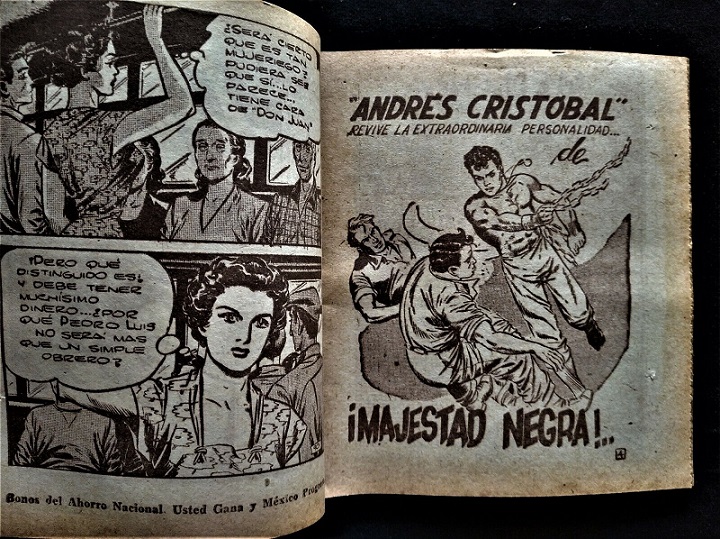 ¿SERÁ CIERTO
QUE ES TAN
MUJERIEGO?
PUDIERA SER
QUE SÍ...LO
PARECE...
TIENE CARA
DE "DON JUAN"
¡PERO QUÉ
DISTINGUIDO ES!
Y DEBE TENER
MUCHÍSIMO
DINERO...¿POR
QUÉ PEDRO LUIS
NO SERÁ MAS
QUE UN SIMPLE
OBRERO?
Bonos del Ahorro Nacional. Usted Gana y México
"ANDRÉS CRISTÓBAL"
REVIVE LA EXTRAORDINARIA PERSONALIDAD...
de
¡MAJESTAD NEGRA!..